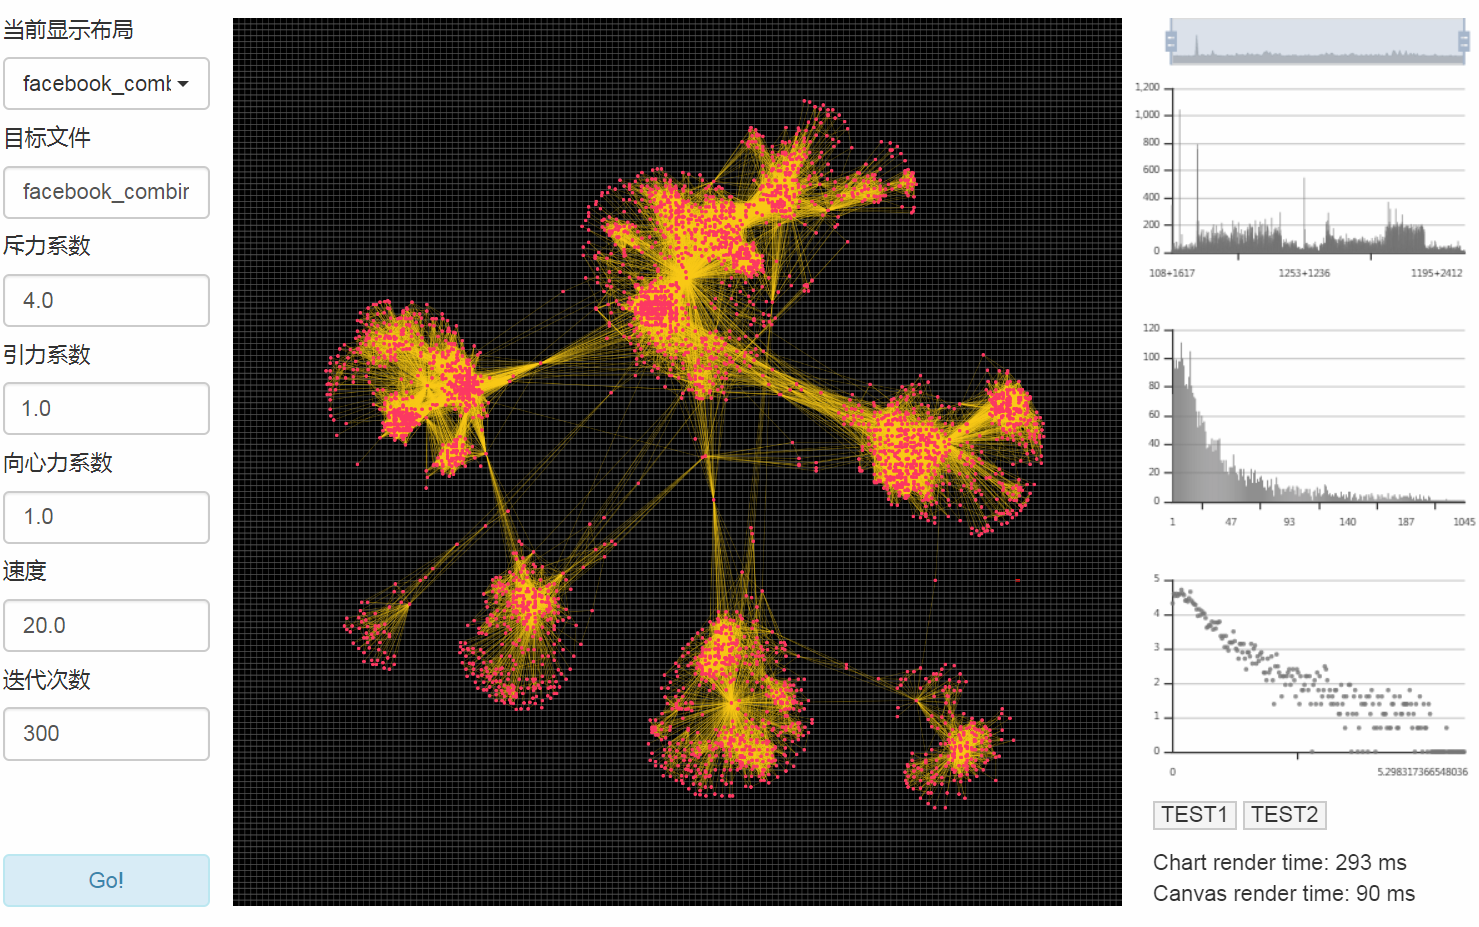 当前显示布局
facebook_comb
目标文件
facebook_combir
斥力系数
4.0
引力系数
1.0
向心力系数
1.0
速度
20.0
迭代次数
300
Go!
1,200
1,000
800
600
400
200
0
108+1617 1253+1236 1195+2412
120
100
80
60
40
20
0
1 47 93 140 187 1045
5
4
3
2
1
0
0 5.298317366548036
TEST1 TEST2
Chart render time: 293 ms
Canvas render time: 90 ms